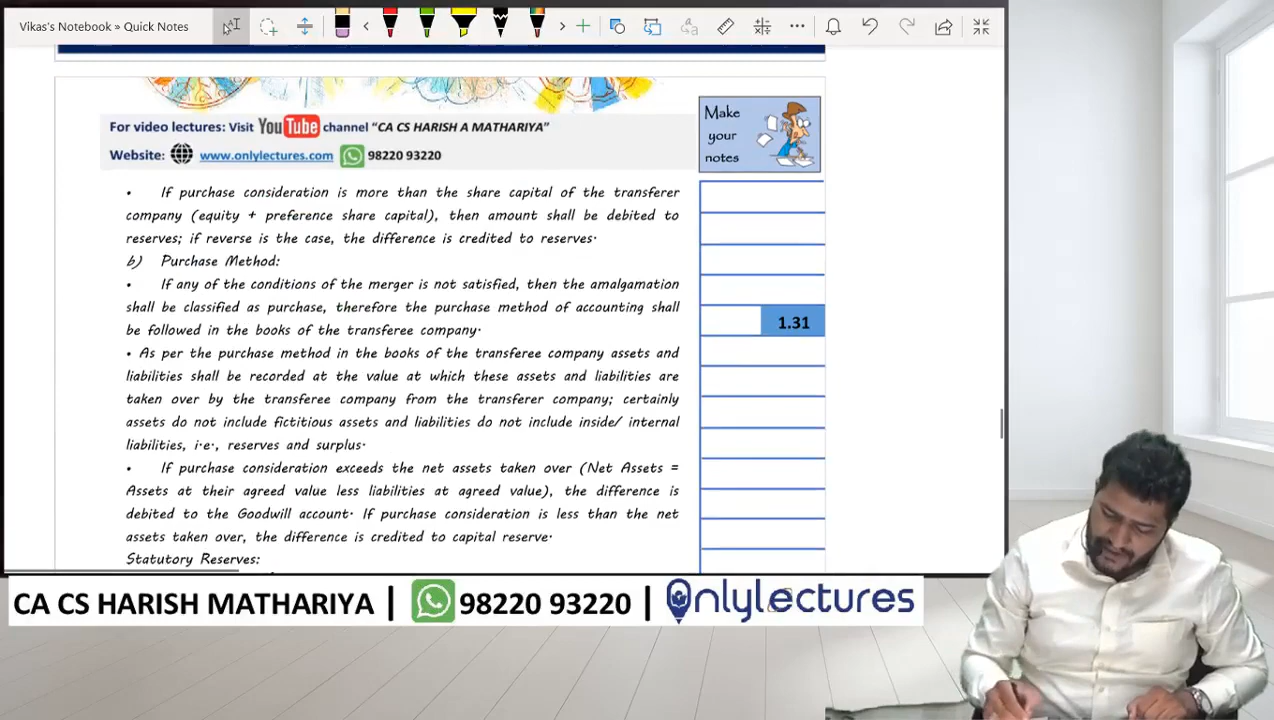 Vikas's Notebook » Quick Notes
For video lectures: Visit YouTube channel "CA CS HARISH A MATHARIYA"
Website: www.onlylectures.com 98220 93220
Make
your
notes
• If purchase consideration is more than the share capital of the transferer
company (equity + preference share capital), then amount shall be debited to
reserves; if reverse is the case, the difference is credited to reserves.
b) Purchase Method:
• If any of the conditions of the merger is not satisfied, then the amalgamation
shall be classified as purchase, therefore the purchase method of accounting shall
be followed in the books of the transferee company.
1.31
• As per the purchase method in the books of the transferee company assets and
liabilities shall be recorded at the value at which these assets and liabilities are
taken over by the transferee company from the transferer company; certainly
assets do not include fictitious assets and liabilities do not include inside/ internal
liabilities, i.e., reserves and surplus.
• If purchase consideration exceeds the net assets taken over (Net Assets =
Assets at their agreed value less liabilities at agreed value), the difference is
debited to the Goodwill account. If purchase consideration is less than the net
assets taken over, the difference is credited to capital reserve.
Statutory Reserves:
CA CS HARISH MATHARIYA | 98220 93220 | Onlylectures